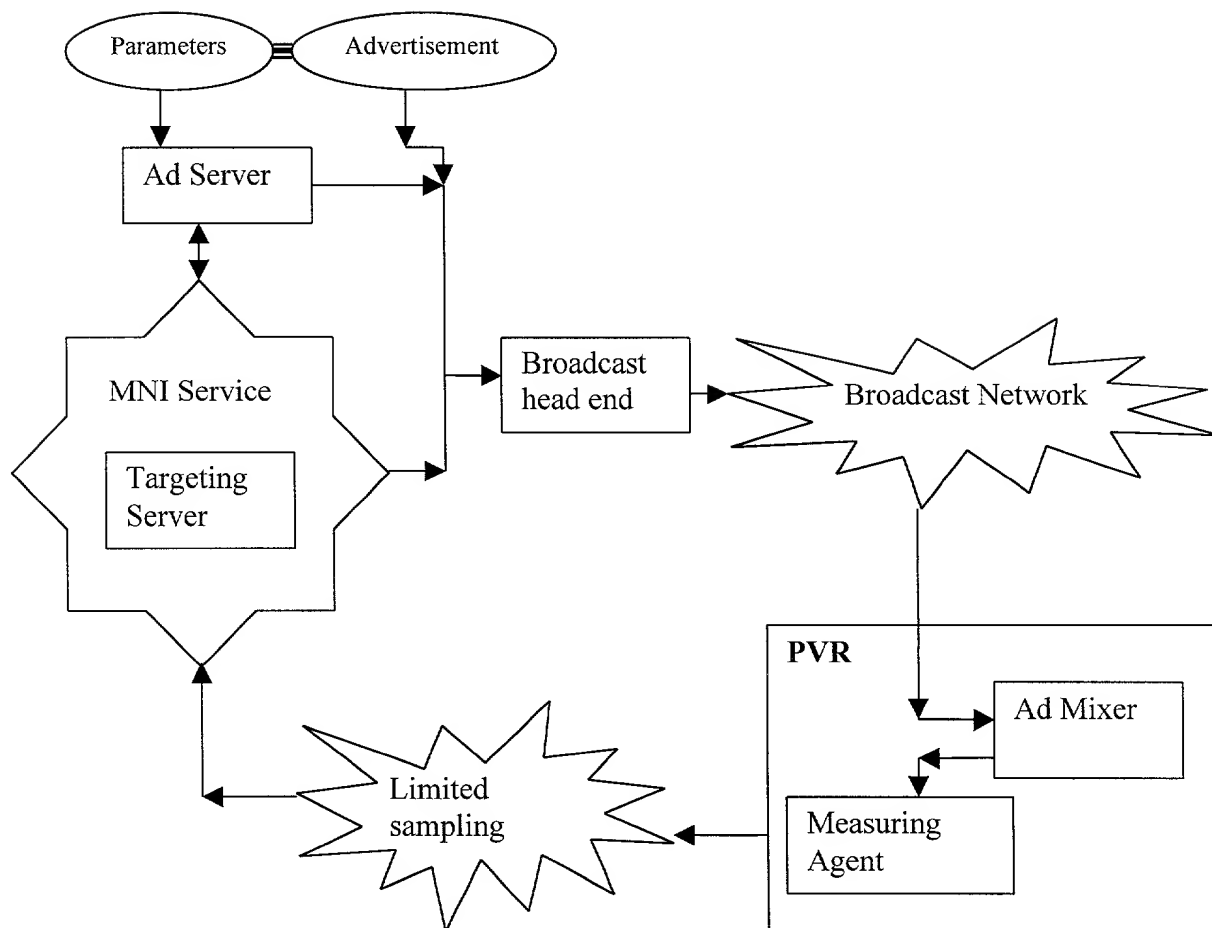 Parameters
Advertisement
Ad Server
MNI Service
Targeting
Server
Broadcast
head end
Broadcast Network
PVR
Ad Mixer
Measuring
Agent
Limited
sampling